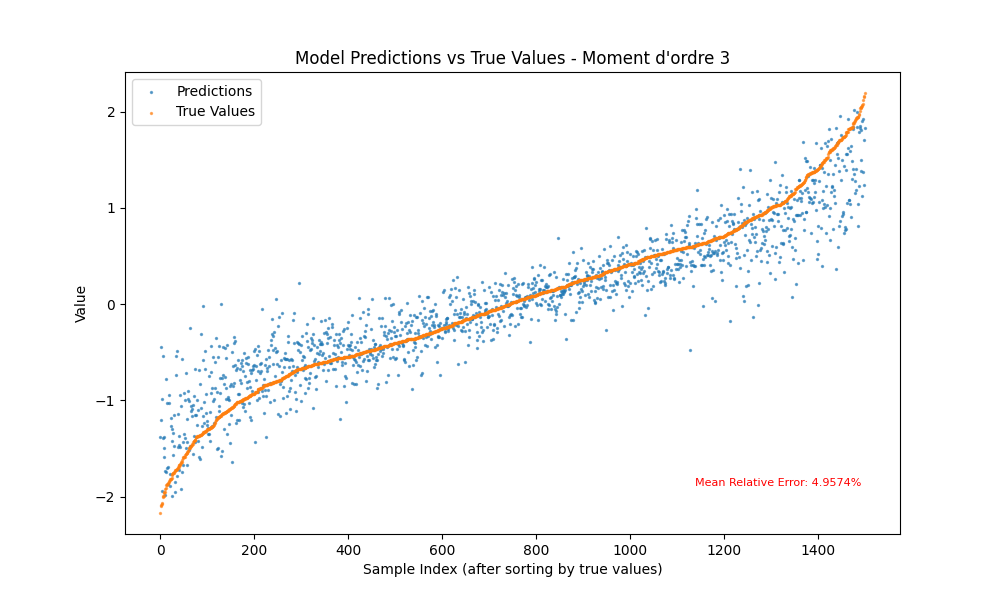 Model Predictions vs True Values - Moment d'ordre 3
Predictions
True Values
Value
2
1
0
−1
−2
Mean Relative Error: 4.9574%
0 200 400 600 800 1000 1200 1400
Sample Index (after sorting by true values)